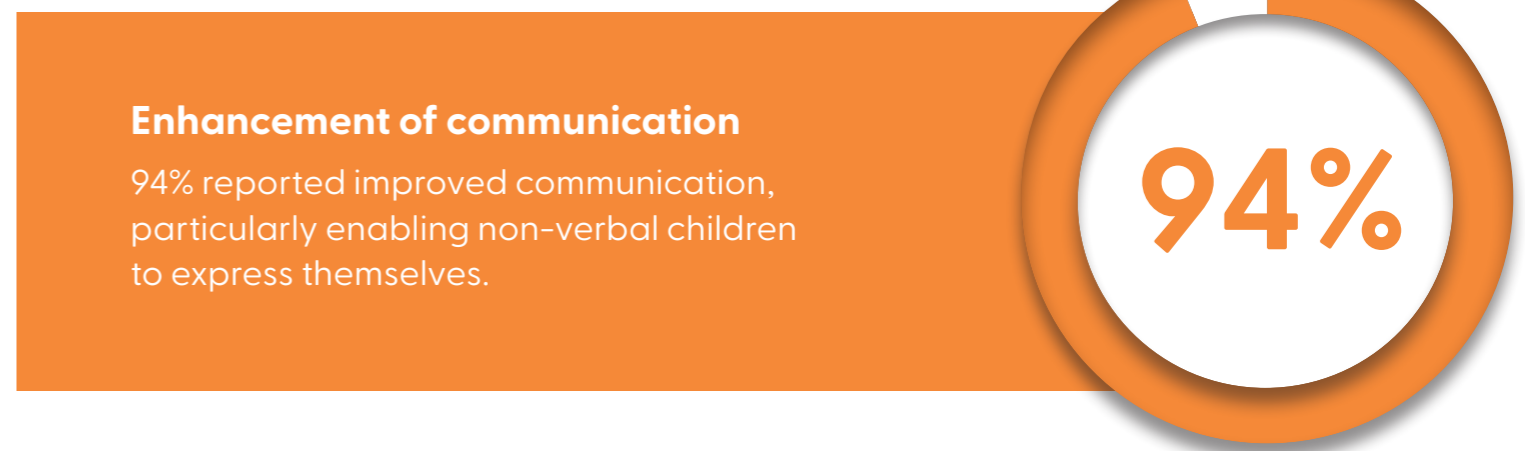 Enhancement of communication
94% reported improved communication,
particularly enabling non-verbal children
to express themselves.
94%